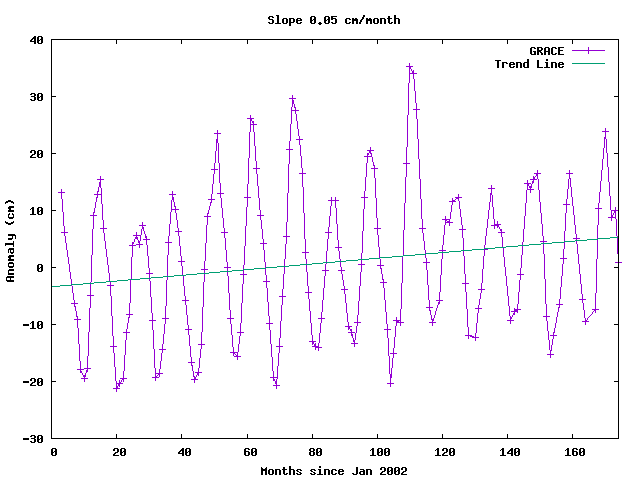 Slope 0.05 cm/month
GRACE
Trend Line
Anomaly (cm)
40
30
20
10
0
-10
-20
-30
0 20 40 60 80 100 120 140 160
Months since Jan 2002